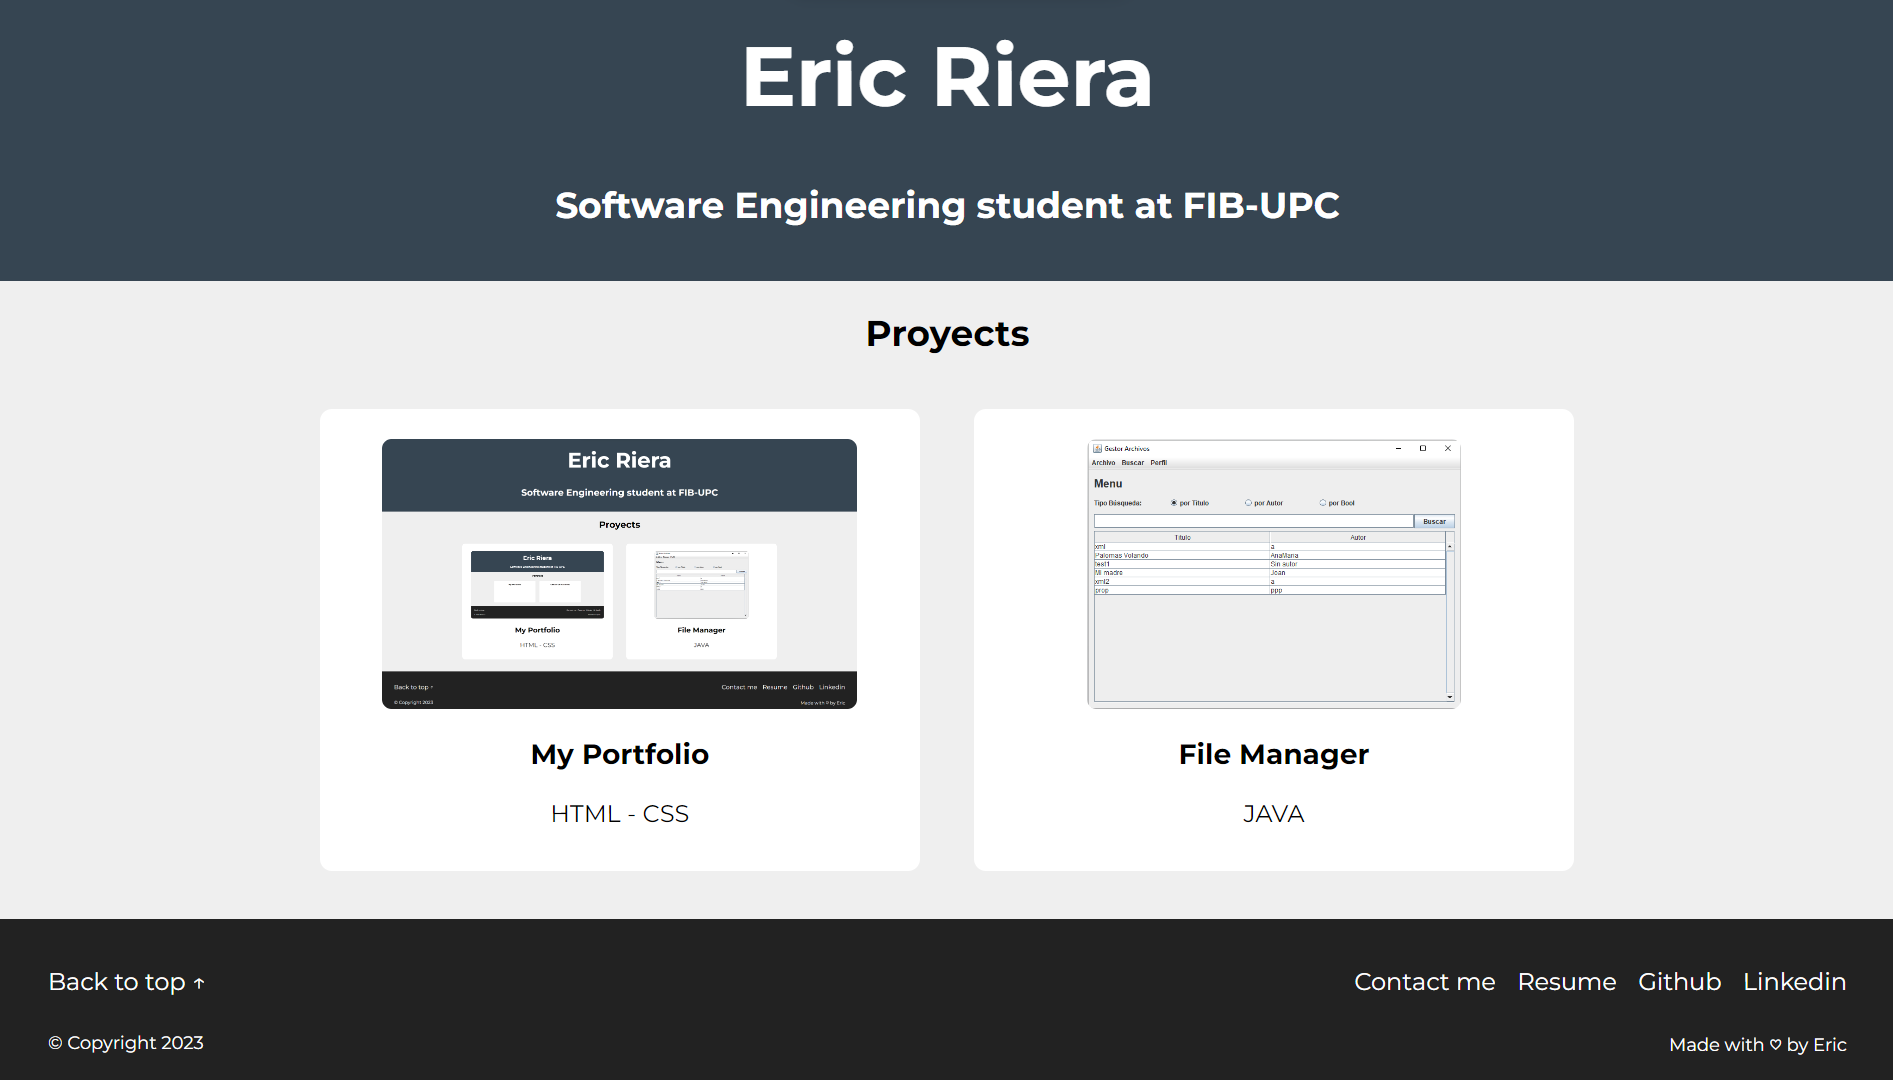 Eric Riera
Software Engineering student at FIB-UPC
Proyects
Eric Riera
Software Engineering student at FIB-UPC
Proyects
Eric Riera
My Portfolio
HTML - CSS
File Manager
JAVA
Back to top ↑
Contact me Resume Github Linkedin
© Copyright 2023
Made with ♡ by Eric
My Portfolio
HTML - CSS
Gestor Archivos
Archivo Buscar Perfil
Menu
Tipo Búsqueda: por Titulo por Autor por Bool
Buscar
Titulo Autor
xml a
Palomas Volando AnaMaria
test1 Sin autor
Mi madre Joan
xml2 a
prop ppp
File Manager
JAVA
Back to top ↑
Contact me Resume Github Linkedin
© Copyright 2023
Made with ♡ by Eric